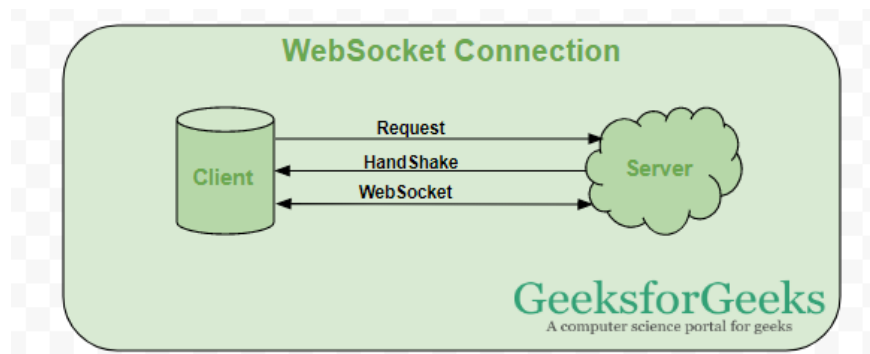 WebSocket Connection
Request
HandShake
WebSocket
Client
Server
GeeksforGeeks
A computer science portal for geeks